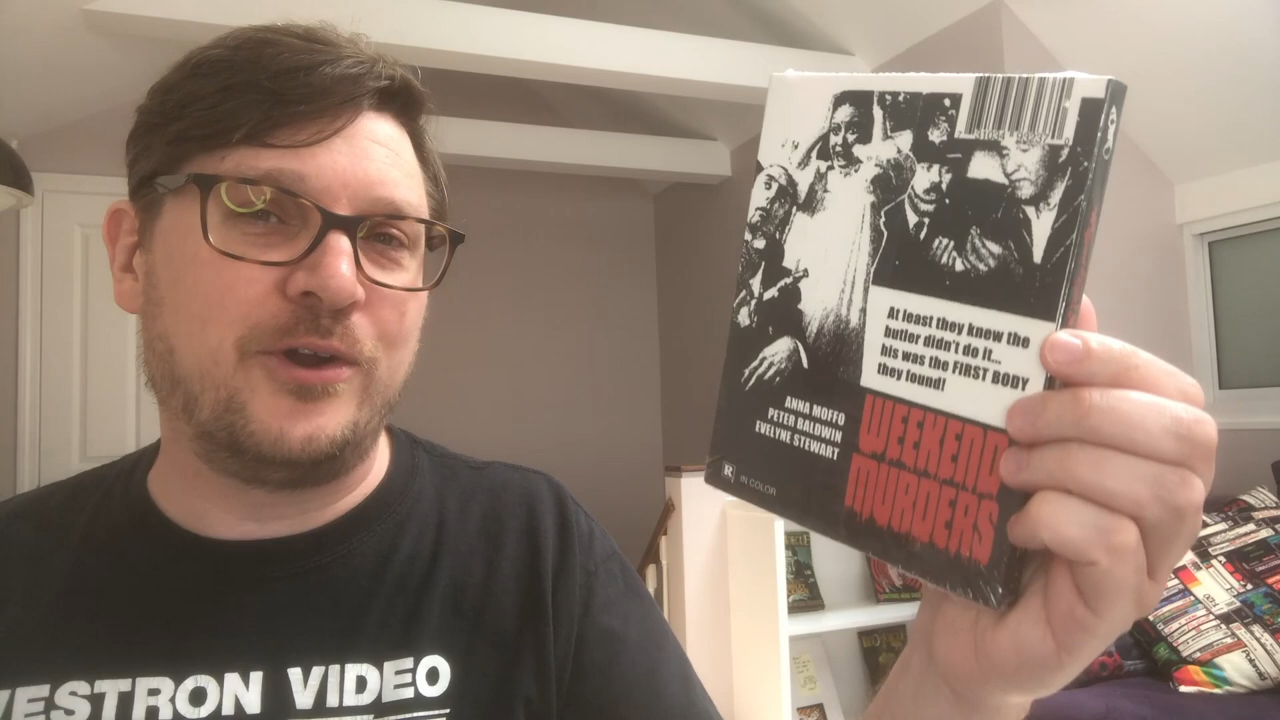 At least they knew the
butler didn't do it...
his was the FIRST BODY
they found!
ANNA MOFFO
PETER BALDWIN
EVELYNE STEWART
WEEKEND
MURDERS
R IN COLOR
VESTRON VIDEO
Polaroid